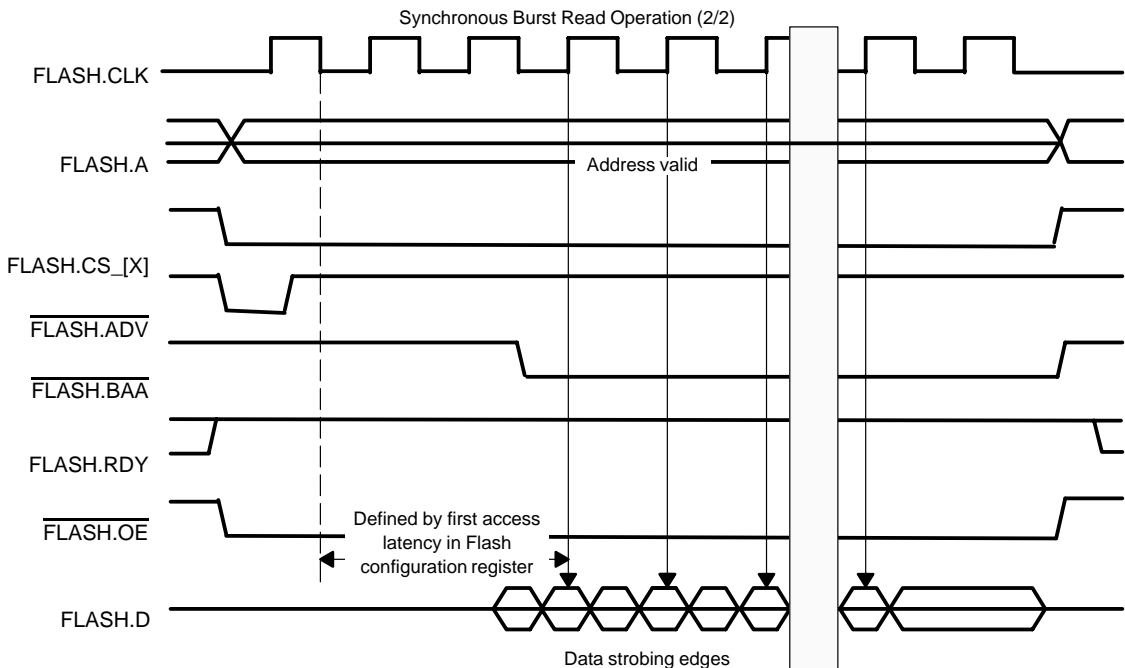 Synchronous Burst Read Operation (2/2)
FLASH.CLK
FLASH.A
Address valid
FLASH.CS_[X]
FLASH.ADV
FLASH.BAA
FLASH.RDY
FLASH.OE
Defined by first access
latency in Flash
configuration register
FLASH.D
Data strobing edges